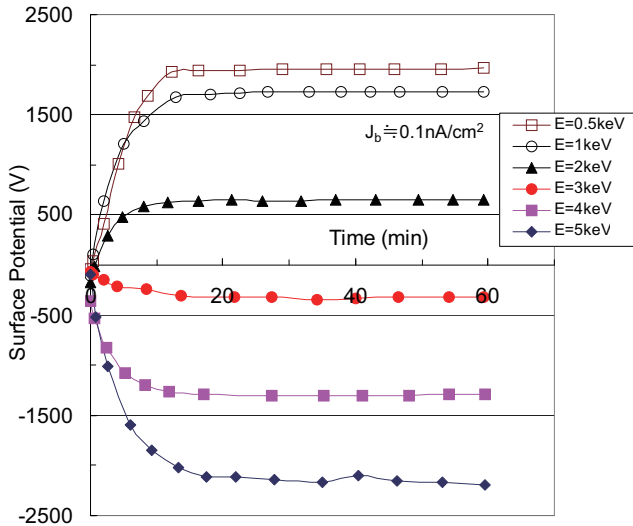 2500
1500
500
-500
-1500
-2500
Surface Potential (V)
J_b≒0.1nA/cm²
Time (min)
0
20
40
60
E=0.5keV
E=1keV
E=2keV
E=3keV
E=4keV
E=5keV